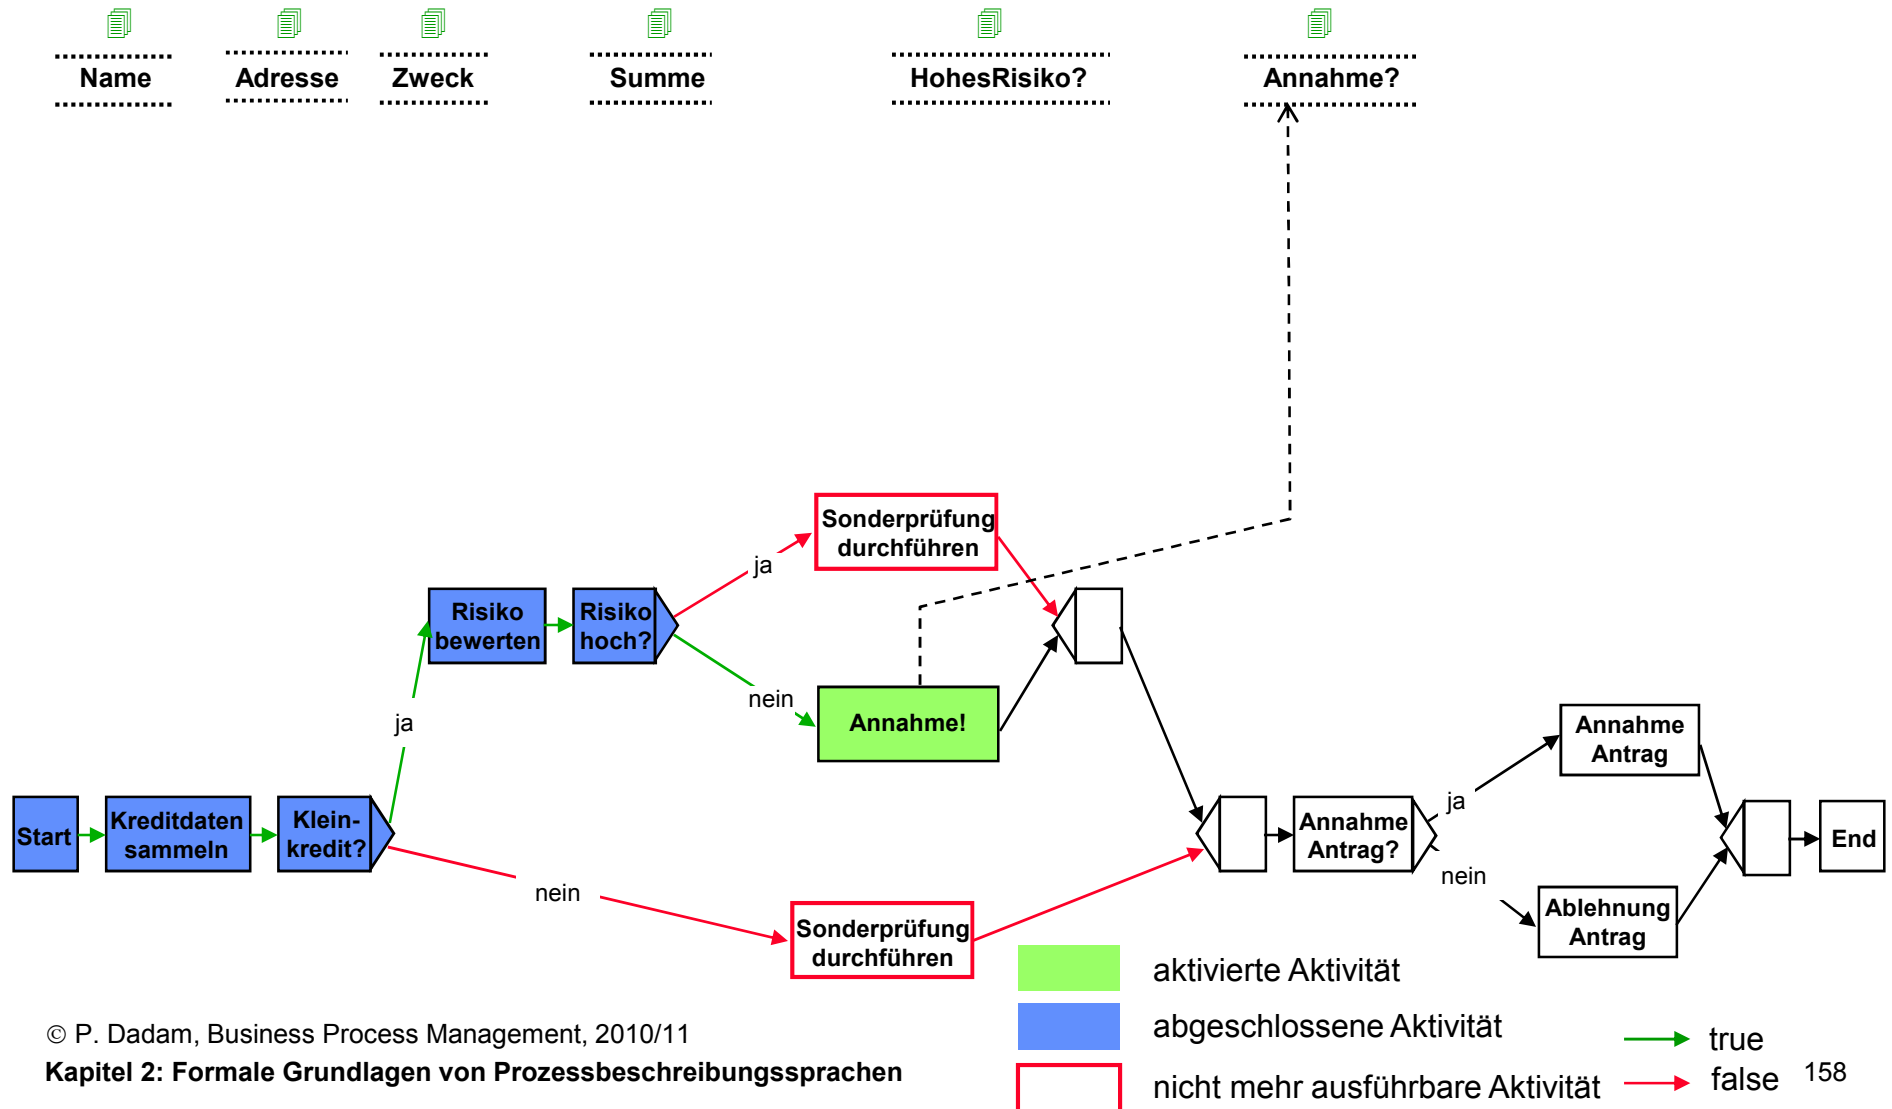 Name
Adresse
Zweck
Summe
HohesRisiko?
Annahme?
Sonderprüfung
durchführen
ja
Risiko
bewerten
Risiko
hoch?
nein
Annahme!
ja
Annahme
Antrag
Start
Kreditdaten
sammeln
Klein-
kredit?
Annahme
Antrag?
ja
End
nein
nein
Ablehnung
Antrag
Sonderprüfung
durchführen
aktivierte Aktivität
abgeschlossene Aktivität
nicht mehr ausführbare Aktivität
true
false
© P. Dadam, Business Process Management, 2010/11
Kapitel 2: Formale Grundlagen von Prozessbeschreibungssprachen
158